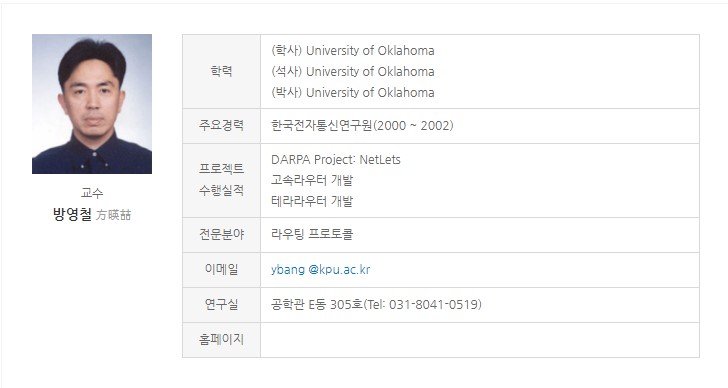 교수
방영철 方暎喆
학력
(학사) University of Oklahoma
(석사) University of Oklahoma
(박사) University of Oklahoma
주요경력
한국전자통신연구원(2000 ~ 2002)
프로젝트
수행실적
DARPA Project: NetLets
고속라우터 개발
테라라우터 개발
전문분야
라우팅 프로토콜
이메일
ybang @kpu.ac.kr
연구실
공학관 E동 305호(Tel: 031-8041-0519)
홈페이지